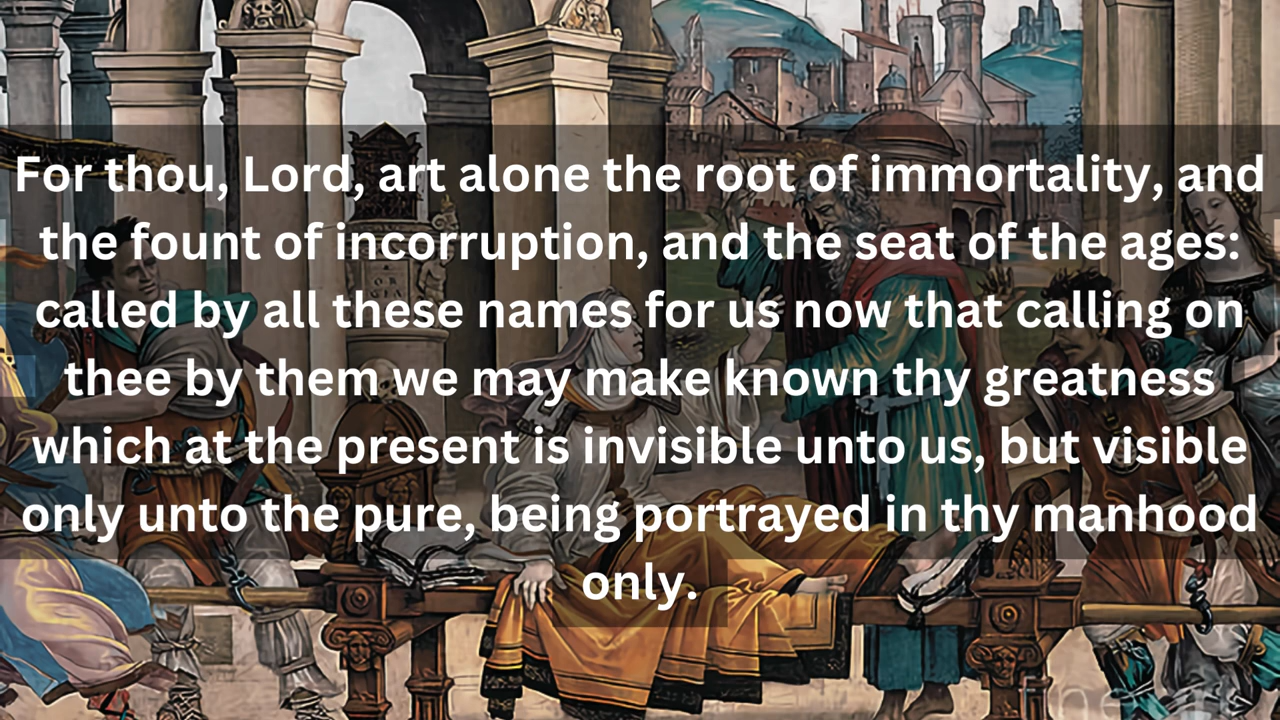 For thou, Lord, art alone the root of immortality, and
the fount of incorruption, and the seat of the ages:
called by all these names for us now that calling on
thee by them we may make known thy greatness
which at the present is invisible unto us, but visible
only unto the pure, being portrayed in thy manhood
only.